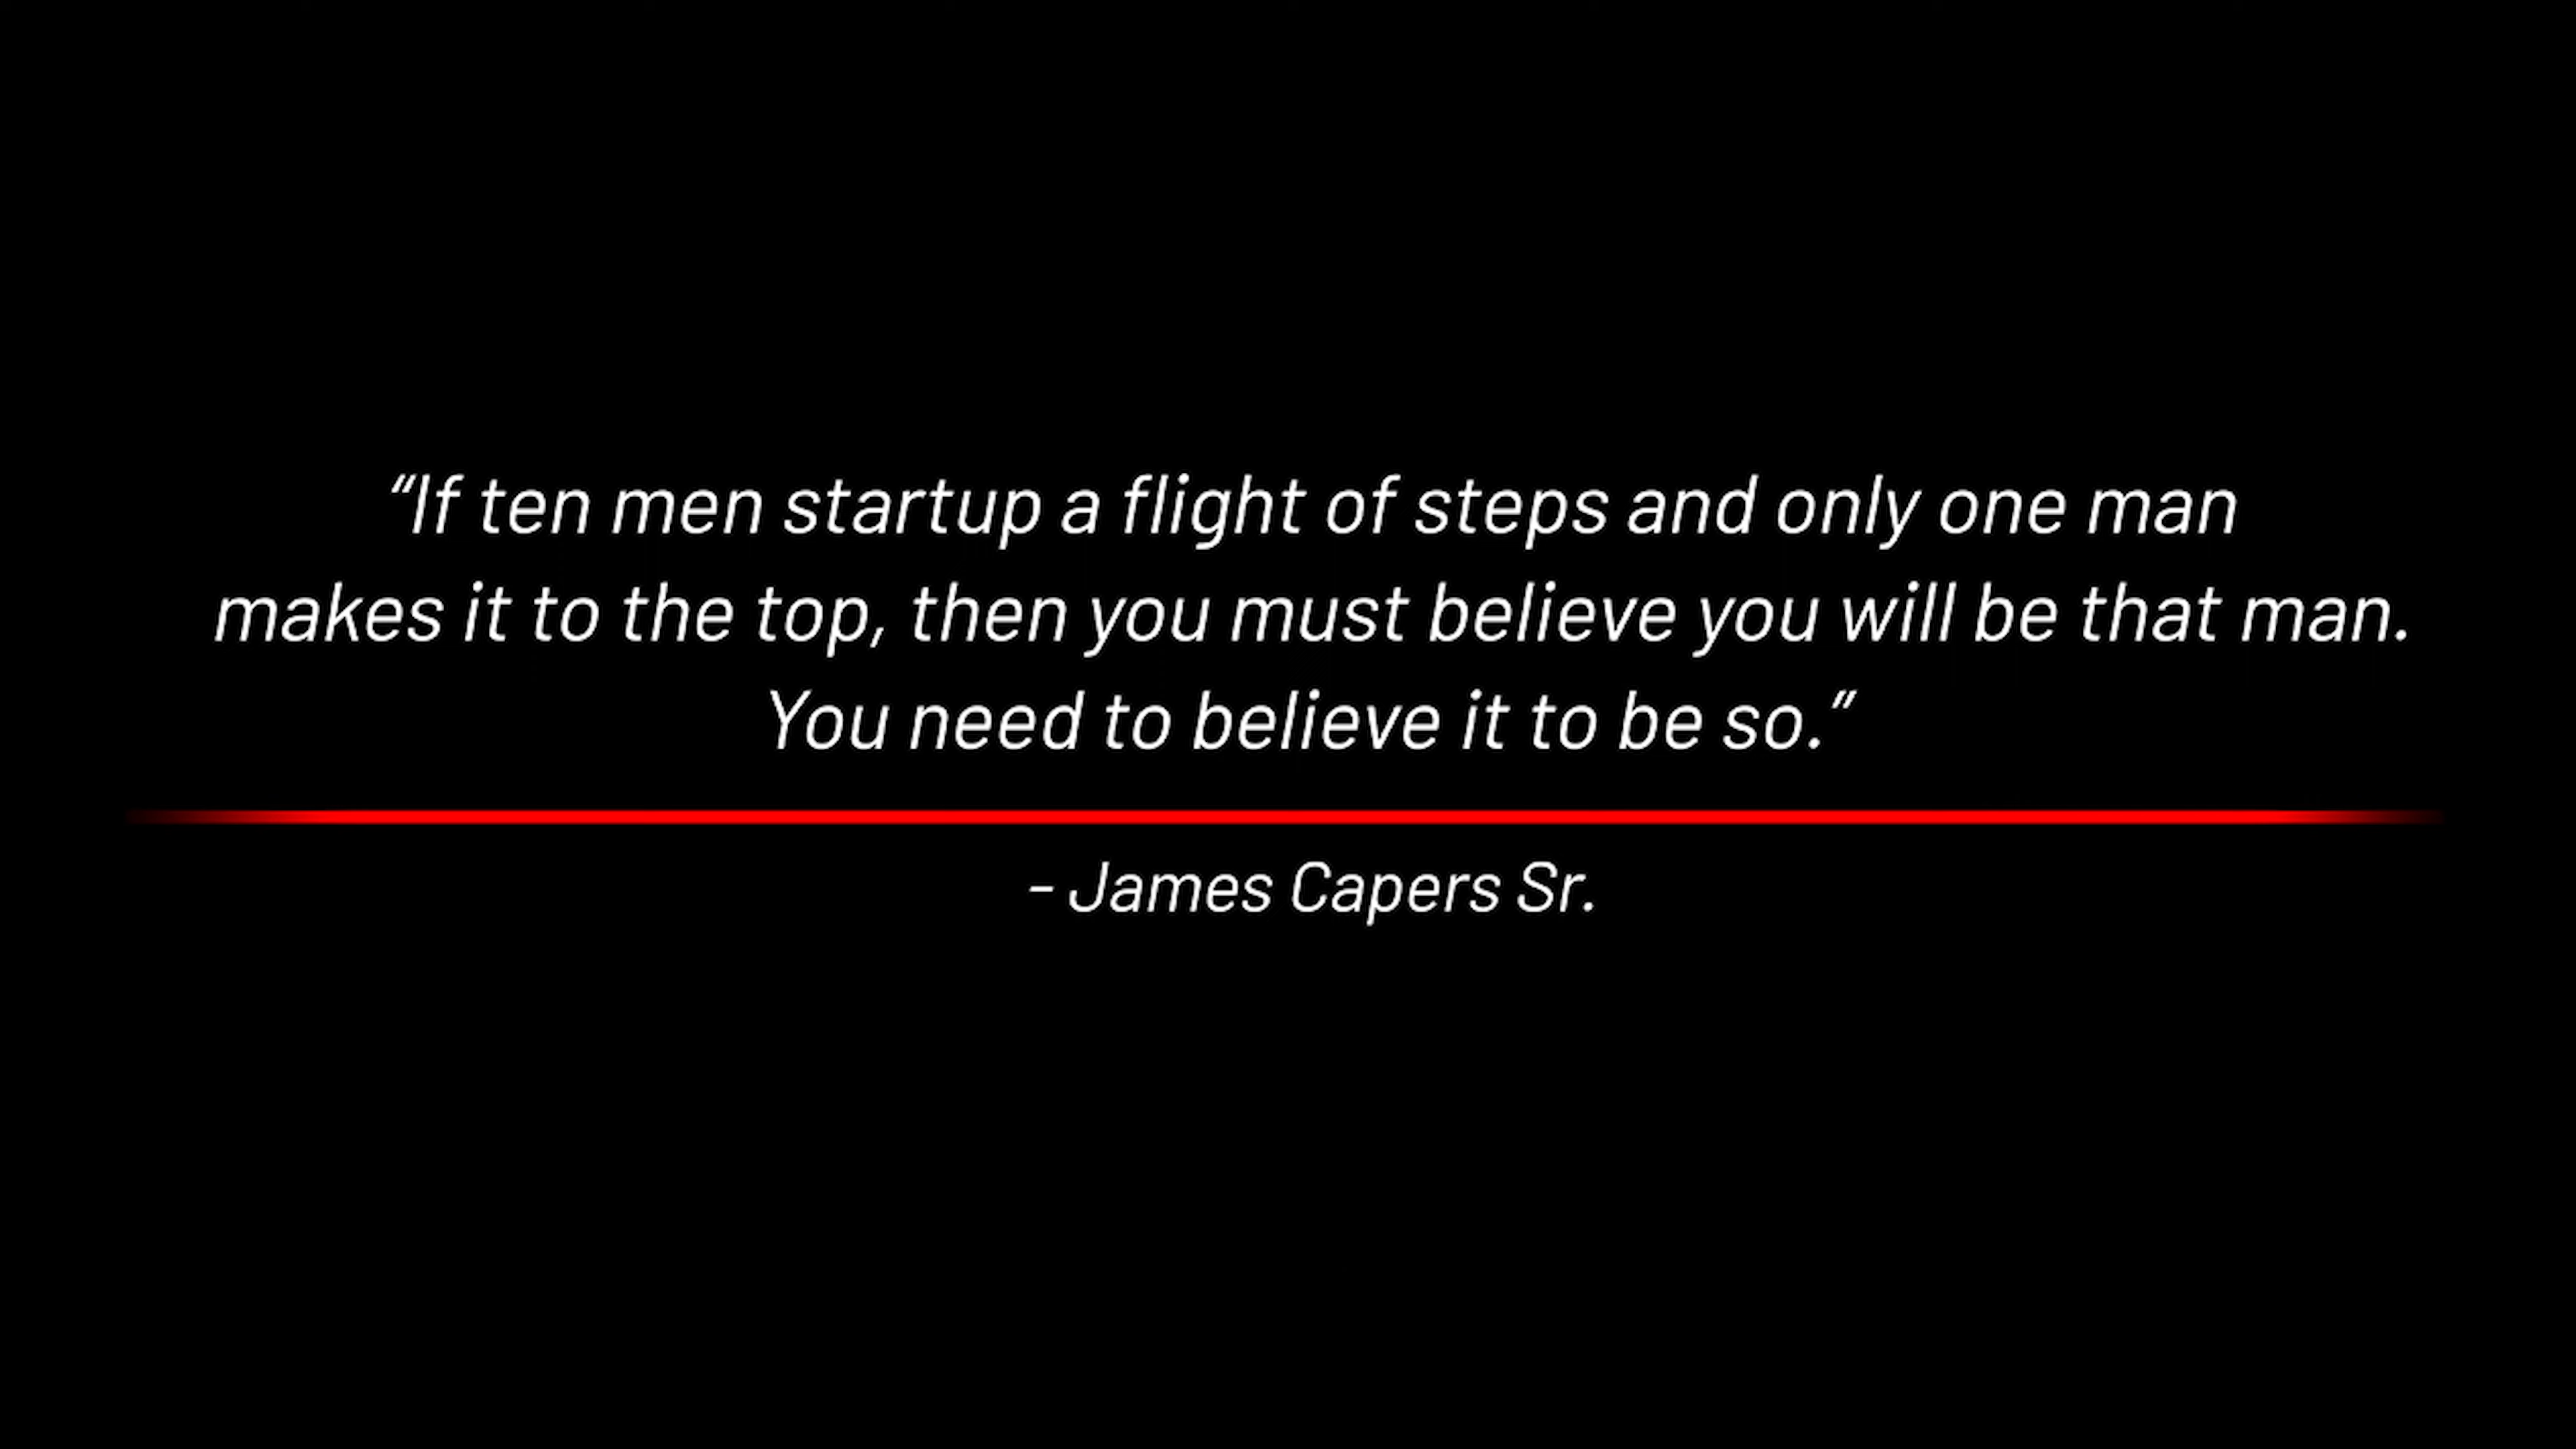 “If ten men startup a flight of steps and only one man
makes it to the top, then you must believe you will be that man.
You need to believe it to be so.”
- James Capers Sr.